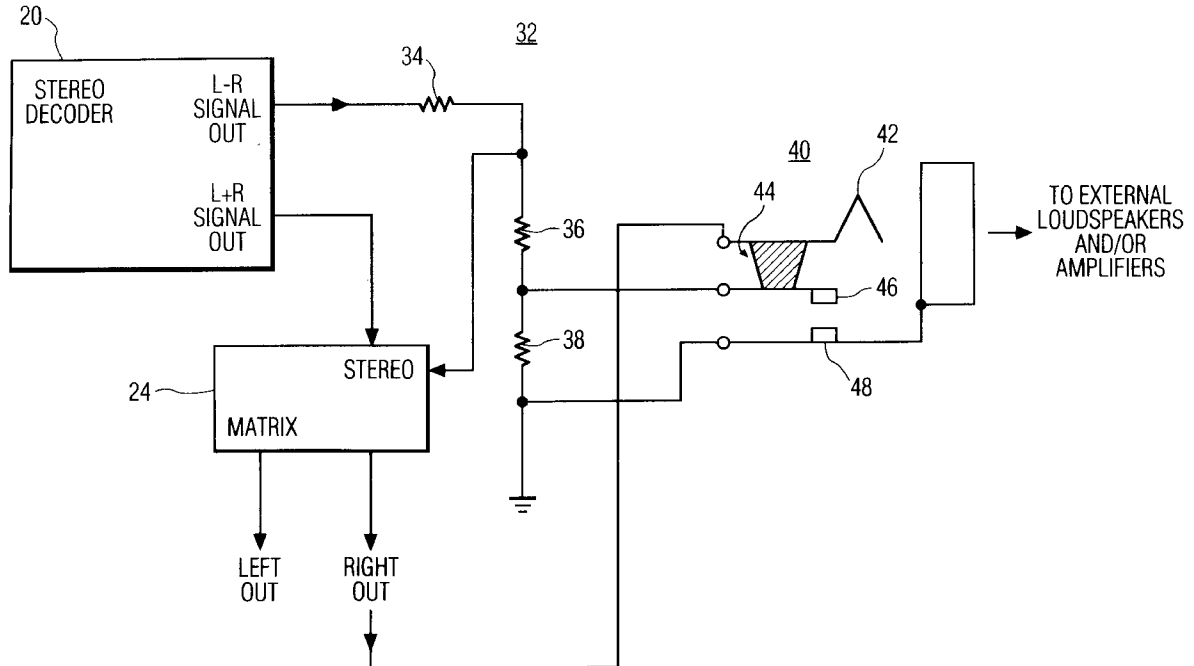 20
32
34
STEREO
DECODER
L-R
SIGNAL
OUT
L+R
SIGNAL
OUT
40
42
44
36
TO EXTERNAL
LOUDSPEAKERS
AND/OR
AMPLIFIERS
46
38
48
24
STEREO
MATRIX
LEFT
OUT
RIGHT
OUT